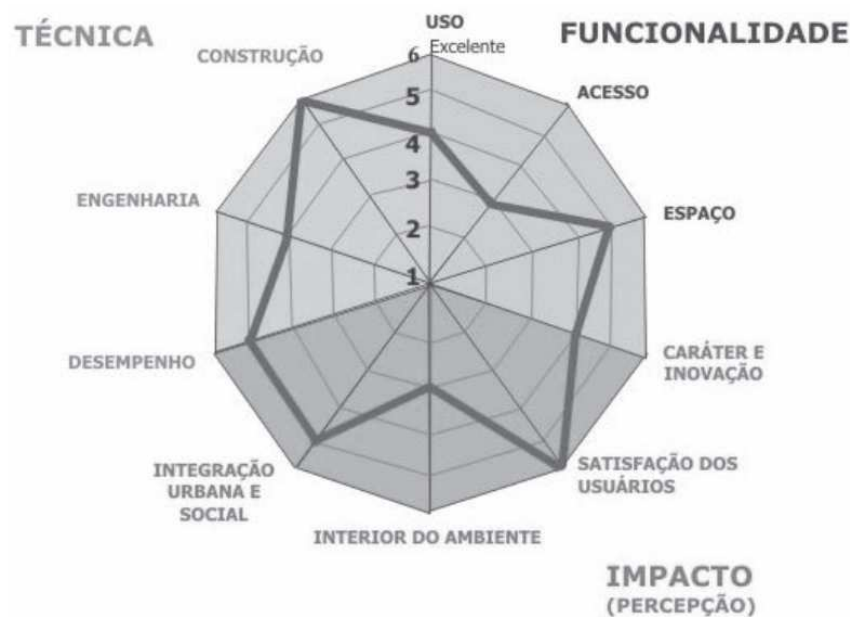 TÉCNICA
USO
FUNCIONALIDADE
CONSTRUÇÃO
6 Excelente
5
ACESSO
4
3
ENGENHARIA
ESPAÇO
2
1
DESEMPENHO
CARÁTER E
INOVAÇÃO
INTEGRAÇÃO
URBANA E
SOCIAL
SATISFAÇÃO DOS
USUÁRIOS
INTERIOR DO AMBIENTE
IMPACTO
(PERCEPÇÃO)